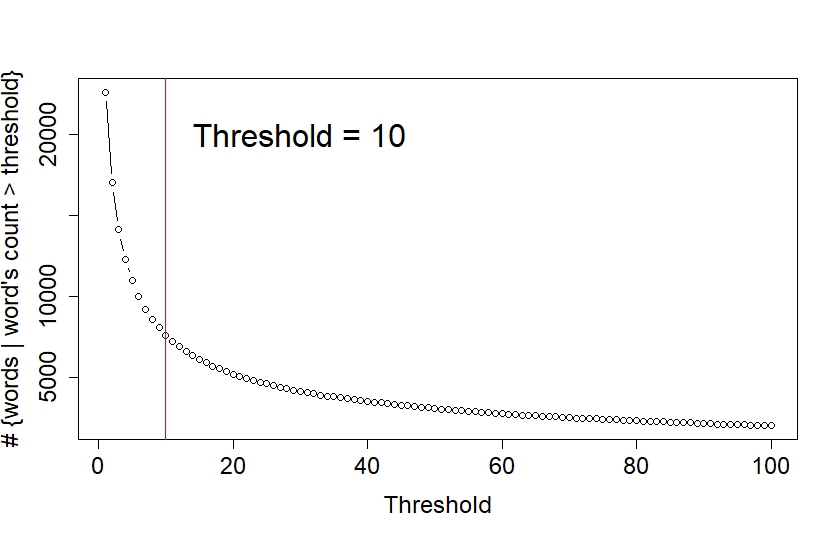 # {words | word's count > threshold}
20000
10000
5000
Threshold = 10
0 20 40 60 80 100
Threshold